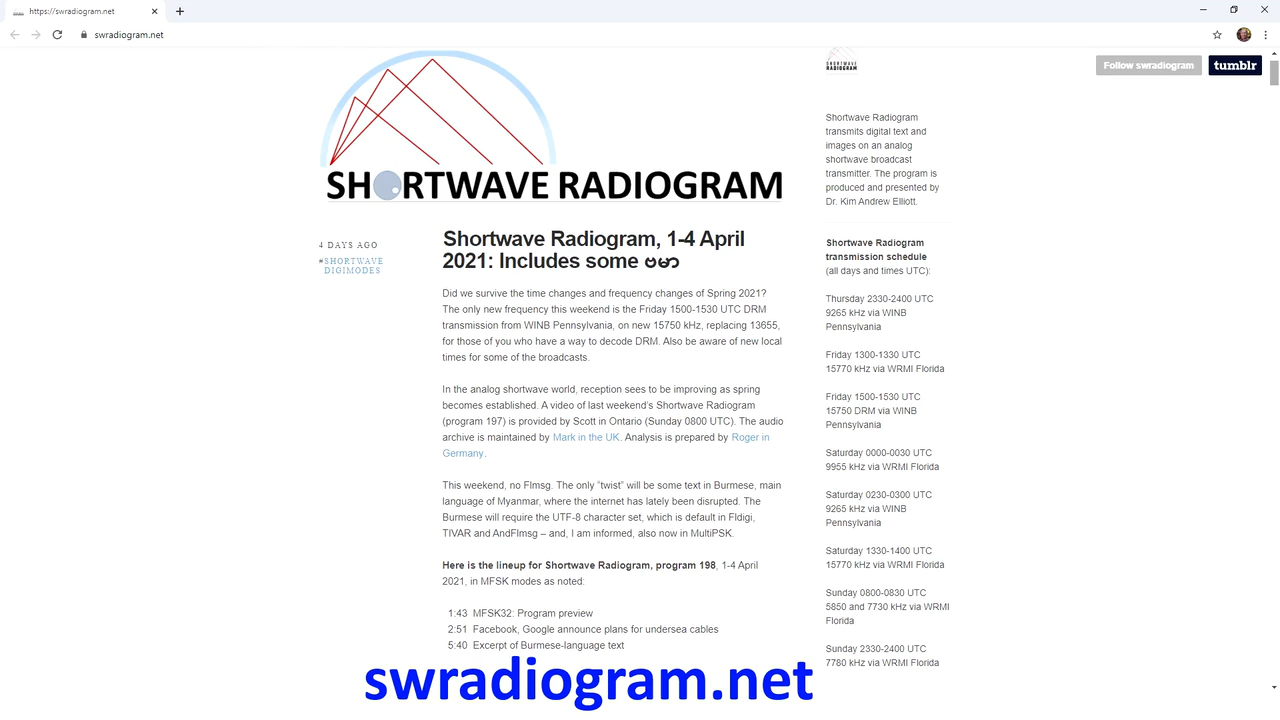 https://swradiogram.net
swradiogram.net
SHORTWAVE RADIOGRAM
4 DAYS AGO
#SHORTWAVE
DIGIMODES
Shortwave Radiogram, 1-4 April
2021: Includes some ဗမာ
Did we survive the time changes and frequency changes of Spring 2021?
The only new frequency this weekend is the Friday 1500-1530 UTC DRM
transmission from WINB Pennsylvania, on new 15750 kHz, replacing 13655,
for those of you who have a way to decode DRM. Also be aware of new local
times for some of the broadcasts.
In the analog shortwave world, reception sees to be improving as spring
becomes established. A video of last weekend's Shortwave Radiogram
(program 197) is provided by Scott in Ontario (Sunday 0800 UTC). The audio
archive is maintained by Mark in the UK. Analysis is prepared by Roger in
Germany.
This weekend, no Flmsg. The only “twist” will be some text in Burmese, main
language of Myanmar, where the internet has lately been disrupted. The
Burmese will require the UTF-8 character set, which is default in Fldigi,
TIVAR and AndFlmsg – and, I am informed, also now in MultiPSK.
Here is the lineup for Shortwave Radiogram, program 198, 1-4 April
2021, in MFSK modes as noted:
1:43 MFSK32: Program preview
2:51 Facebook, Google announce plans for undersea cables
5:40 Excerpt of Burmese-language text
SHORTWAVE
RADIOGRAM
Follow swradiogram
tumblr
Shortwave Radiogram
transmits digital text and
images on an analog
shortwave broadcast
transmitter. The program is
produced and presented by
Dr. Kim Andrew Elliott.
Shortwave Radiogram
transmission schedule
(all days and times UTC):
Thursday 2330-2400 UTC
9265 kHz via WINB
Pennsylvania
Friday 1300-1330 UTC
15770 kHz via WRMI Florida
Friday 1500-1530 UTC
15750 DRM via WINB
Pennsylvania
Saturday 0000-0030 UTC
9955 kHz via WRMI Florida
Saturday 0230-0300 UTC
9265 kHz via WINB
Pennsylvania
Saturday 1330-1400 UTC
15770 kHz via WRMI Florida
Sunday 0800-0830 UTC
5850 and 7730 kHz via WRMI
Florida
Sunday 2330-2400 UTC
7780 kHz via WRMI Florida
swradiogram.net